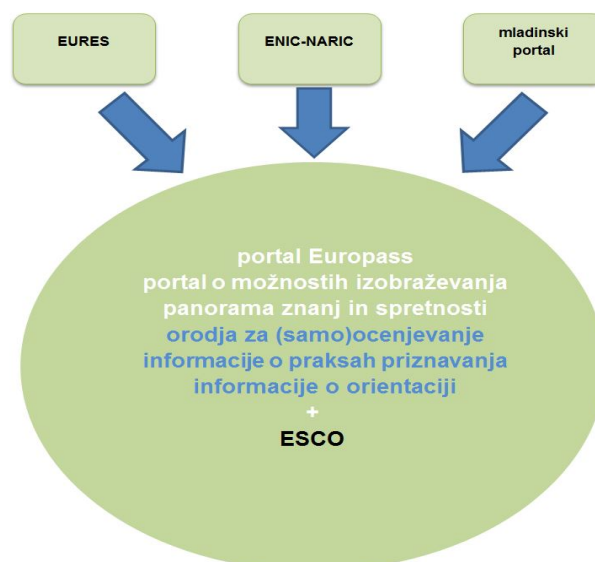 EURES
ENIC-NARIC
mladinski
portal
portal Europass
portal o možnostih izobraževanja
panorama znanj in spretnosti
orodja za (samo)ocenjevanje
informacije o praksah priznavanja
informacije o orientaciji
+
ESCO